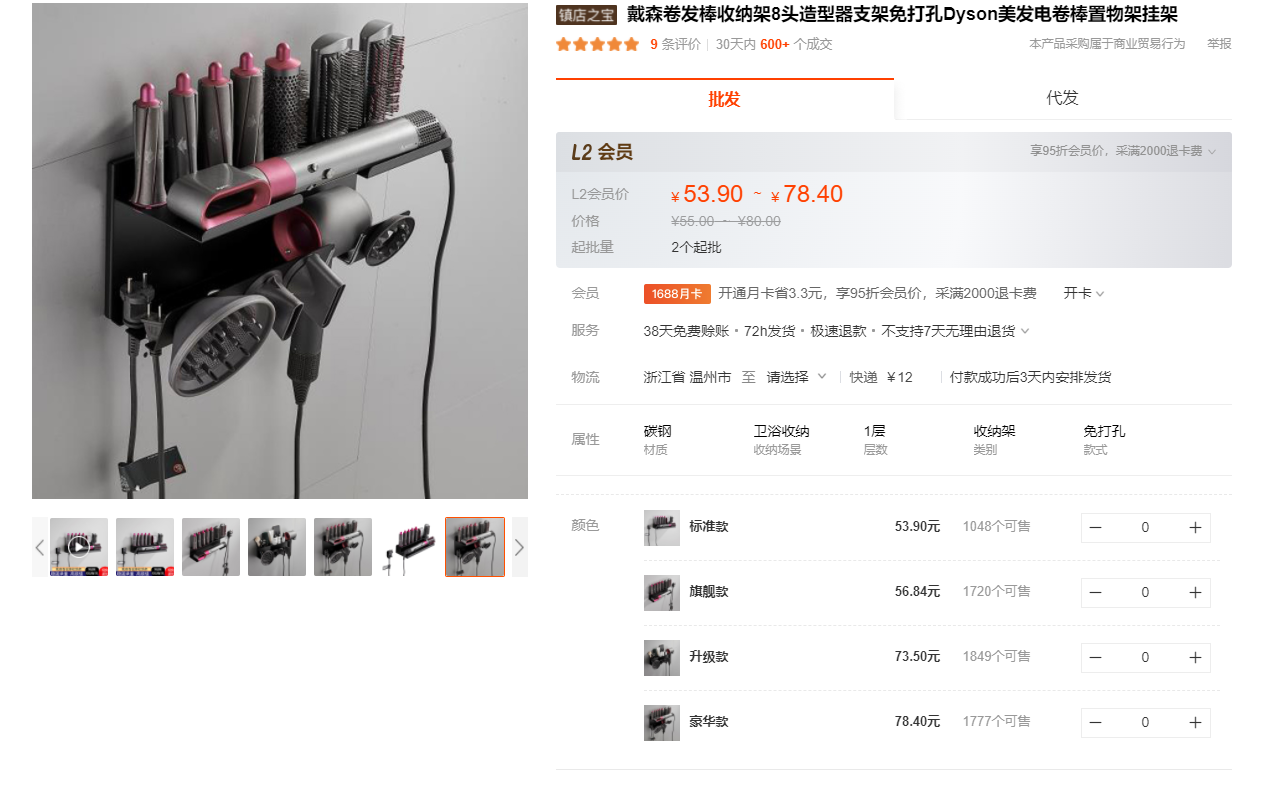 镇店之宝 戴森卷发棒收纳架8头造型器支架免打孔Dyson美发电卷棒置物架挂架
9 条评价 30天内 600+ 个成交 本产品采购属于商业贸易行为 举报
批发 代发
L2 会员 享95折会员价，采满2000退卡费
L2会员价 ¥ 53.90 ~ ¥ 78.40
价格 ¥55.00 ~ ¥80.00
起批量 2个起批
会员 1688月卡 开通月卡省3.3元，享95折会员价，采满2000退卡费 开卡
服务 38天免费赊账 · 72h发货 · 极速退款 · 不支持7天无理由退货
物流 浙江省 温州市 至 请选择 快递 ¥12 付款成功后3天内安排发货
属性 碳钢 卫浴收纳 1层 收纳架 免打孔
材质 收纳场景 层数 类别 款式
颜色 标准款 53.90元 1048个可售 － 0 ＋
旗舰款 56.84元 1720个可售 － 0 ＋
升级款 73.50元 1849个可售 － 0 ＋
豪华款 78.40元 1777个可售 － 0 ＋